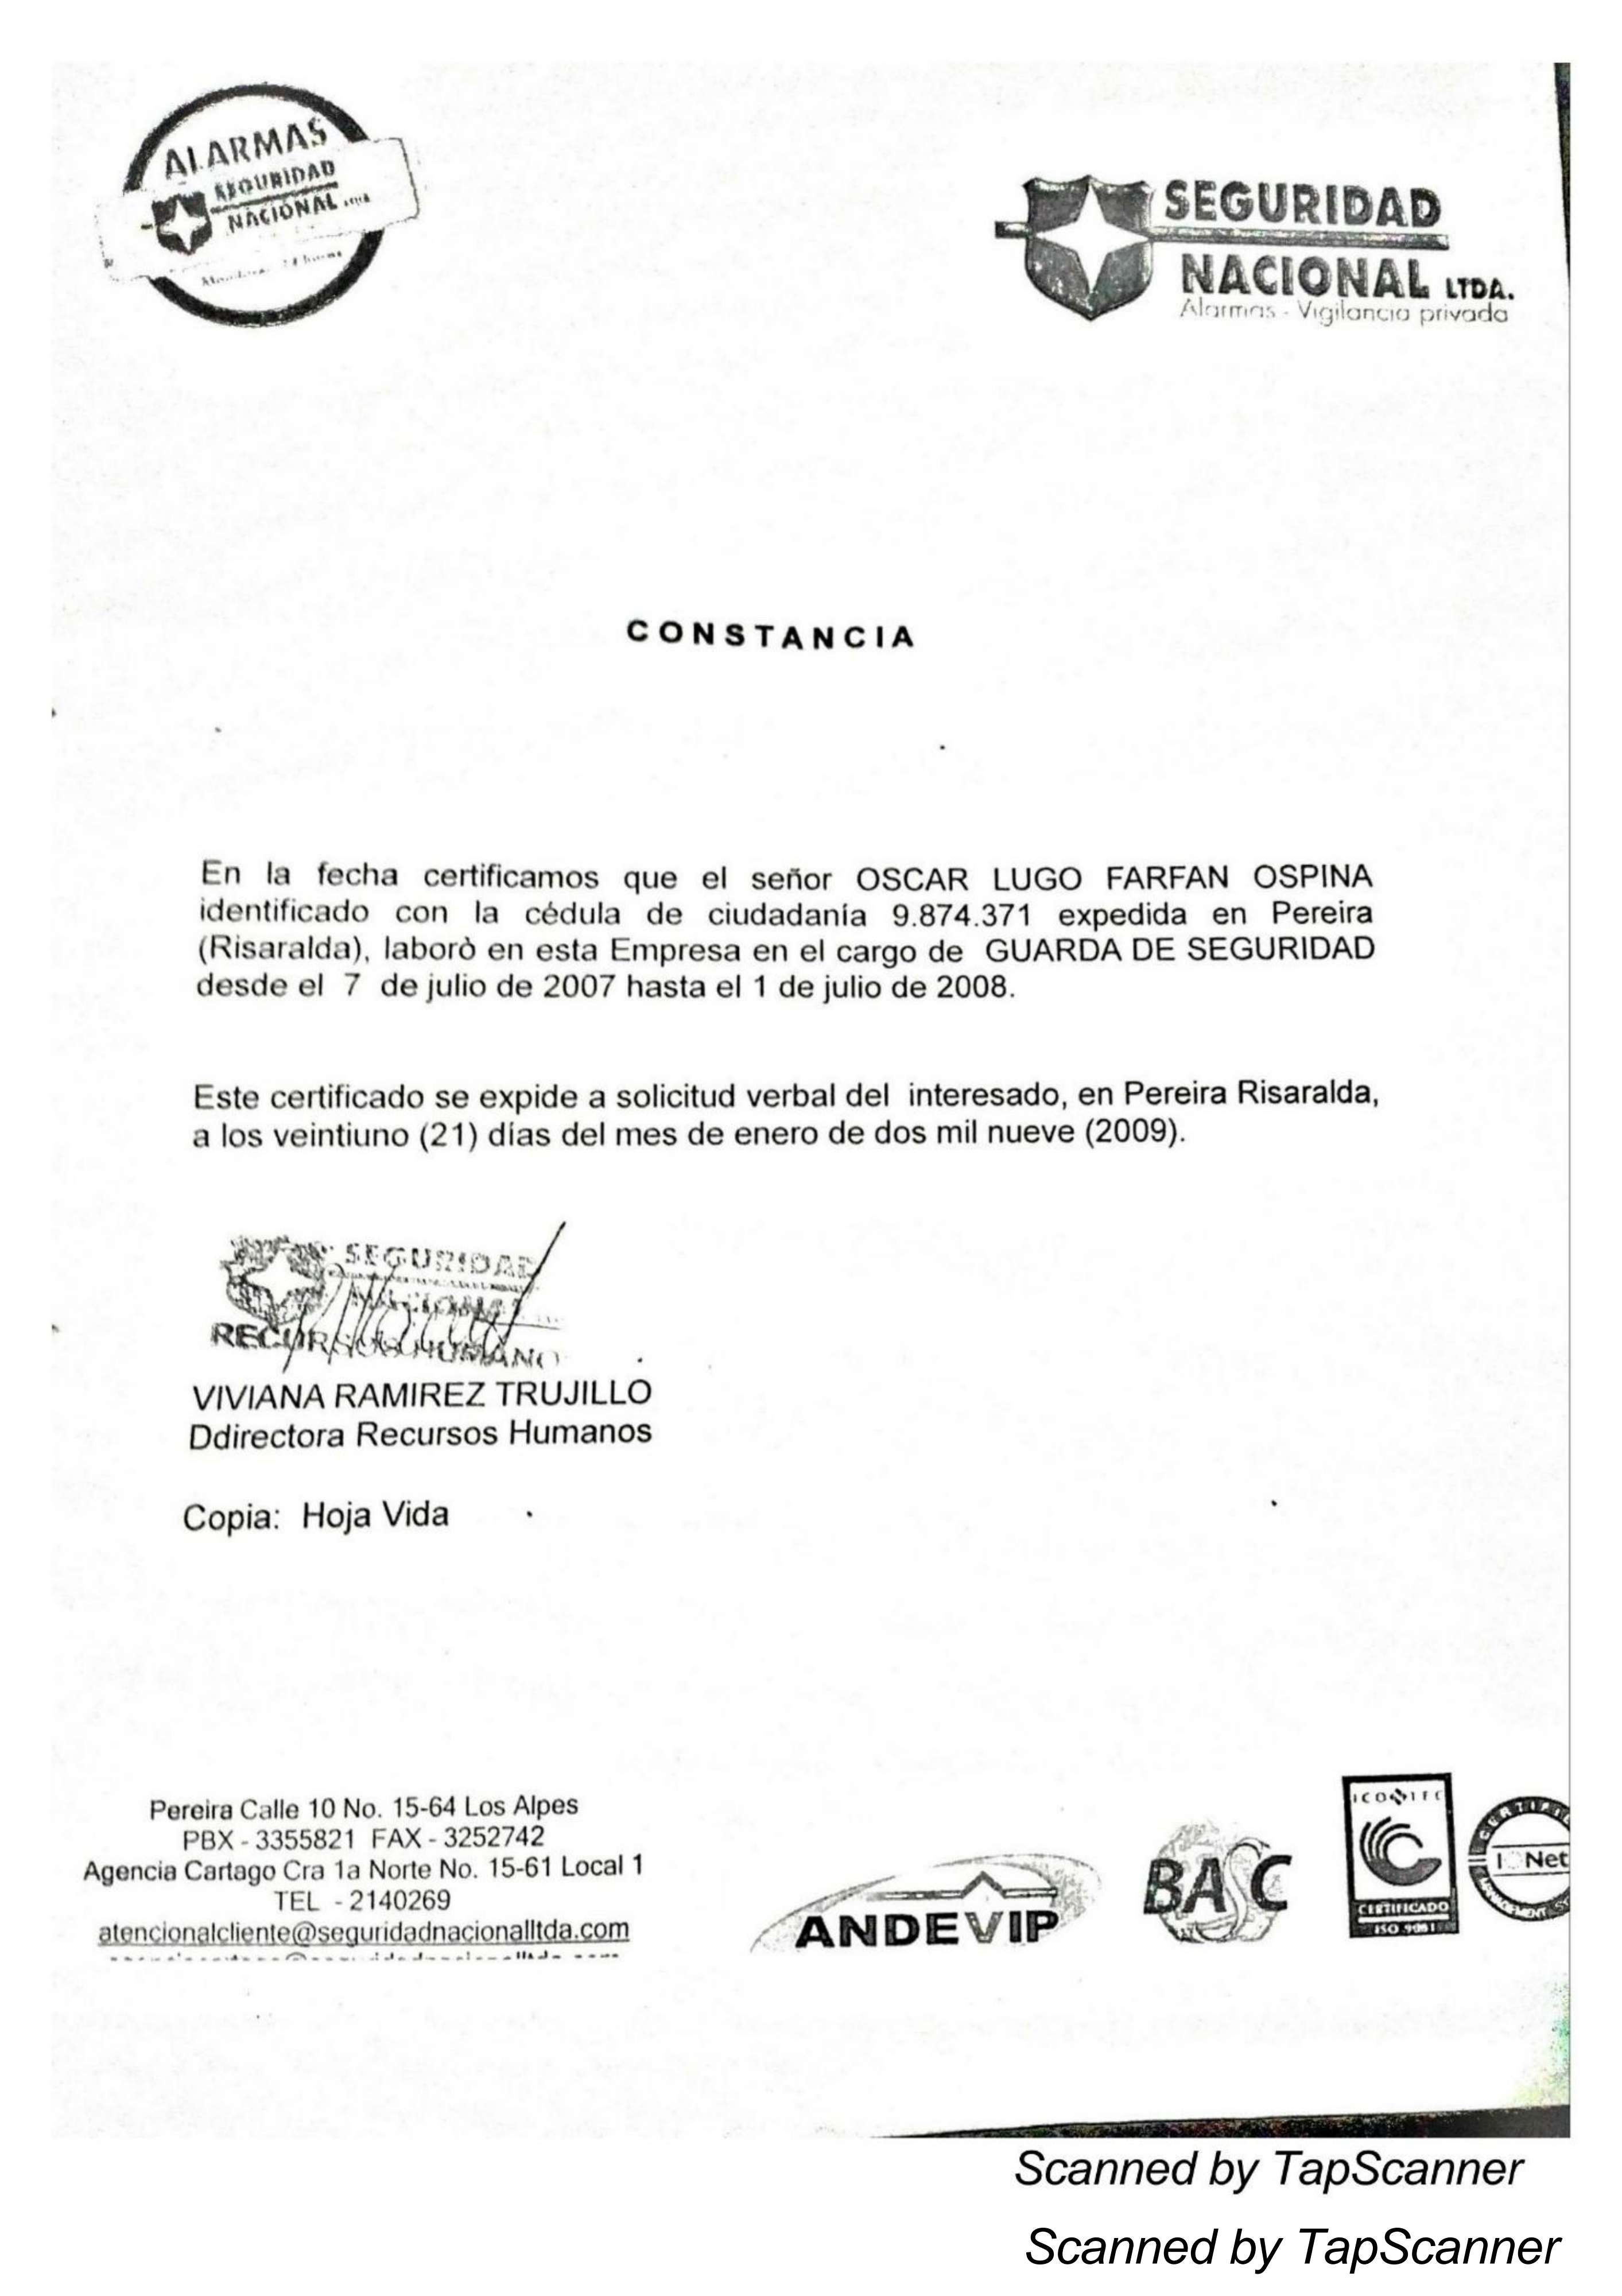 ALARMAS
SEGURIDAD
NACIONAL LTDA
SEGURIDAD
NACIONAL LTDA.
Alarmas - Vigilancia privada
CONSTANCIA
En la fecha certificamos que el señor OSCAR LUGO FARFAN OSPINA
identificado con la cédula de ciudadanía 9.874.371 expedida en Pereira
(Risaralda), laborò en esta Empresa en el cargo de GUARDA DE SEGURIDAD
desde el 7 de julio de 2007 hasta el 1 de julio de 2008.
Este certificado se expide a solicitud verbal del interesado, en Pereira Risaralda,
a los veintiuno (21) días del mes de enero de dos mil nueve (2009).
SEGURIDAD
NACIONAL
RECURSOS HUMANO
VIVIANA RAMIREZ TRUJILLO
Ddirectora Recursos Humanos
Copia: Hoja Vida
Pereira Calle 10 No. 15-64 Los Alpes
PBX - 3355821 FAX - 3252742
Agencia Cartago Cra 1a Norte No. 15-61 Local 1
TEL - 2140269
atencionalcliente@seguridadnacionalltda.com
ANDEVIP
BASC
ICONTEC
CERTIFICADO
ISO 9001
Net
MANAGEMENT
Scanned by TapScanner
Scanned by TapScanner